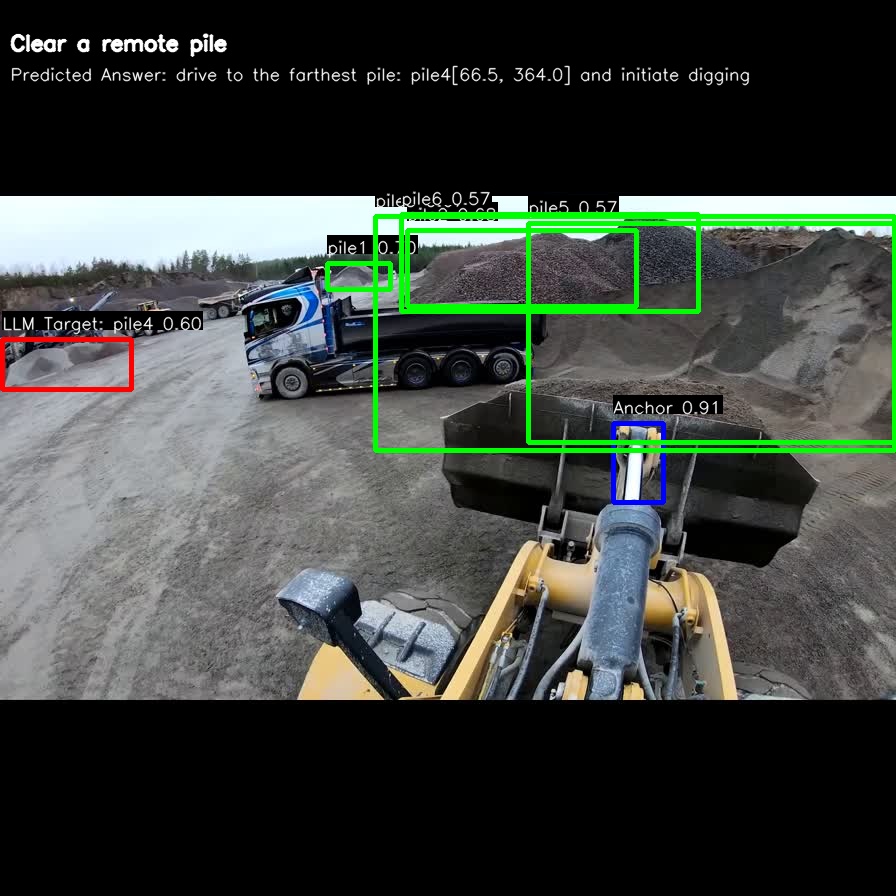 Clear a remote pile
Predicted Answer: drive to the farthest pile: pile4[66.5, 364.0] and initiate digging
pile6 0.57
pile5 0.57
pile1 0.70
LLM Target: pile4 0.60
Anchor 0.91